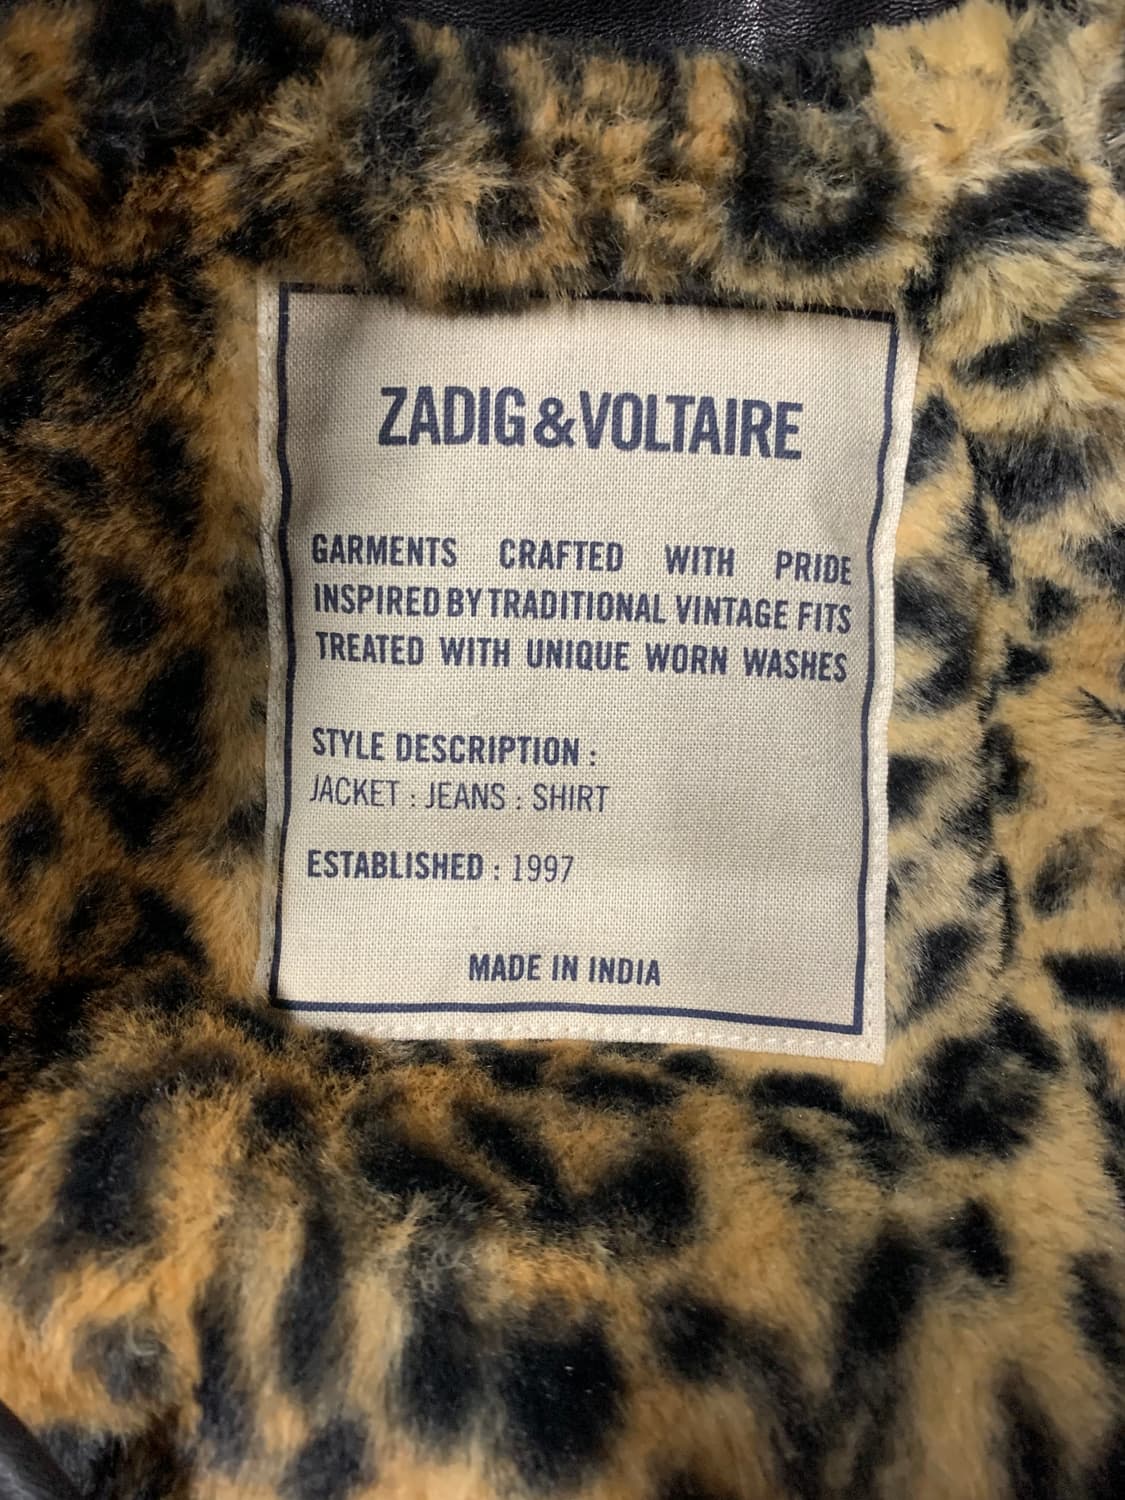 ZADIG&VOLTAIRE
GARMENTS CRAFTED WITH PRIDE
INSPIRED BY TRADITIONAL VINTAGE FITS
TREATED WITH UNIQUE WORN WASHES
STYLE DESCRIPTION :
JACKET : JEANS : SHIRT
ESTABLISHED : 1997
MADE IN INDIA